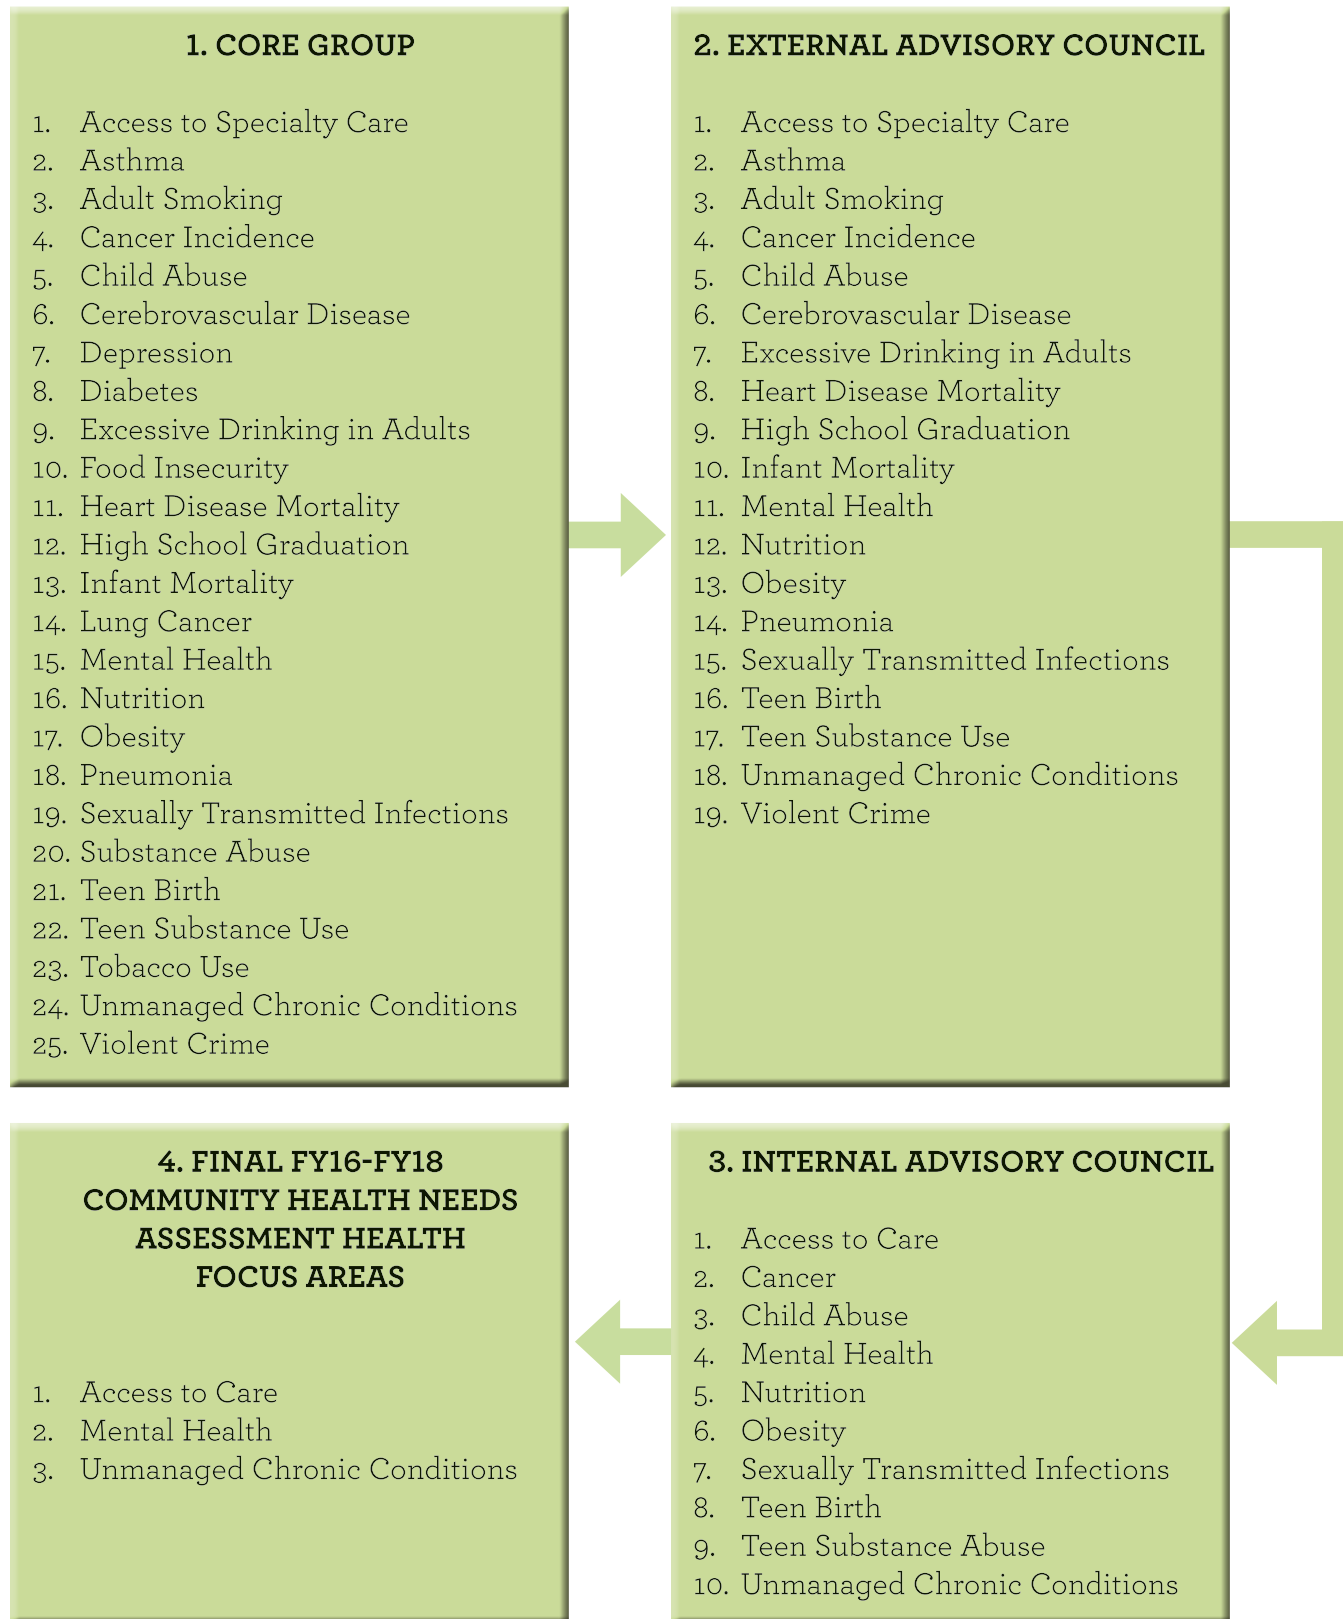 1. CORE GROUP
1. Access to Specialty Care
2. Asthma
3. Adult Smoking
4. Cancer Incidence
5. Child Abuse
6. Cerebrovascular Disease
7. Depression
8. Diabetes
9. Excessive Drinking in Adults
10. Food Insecurity
11. Heart Disease Mortality
12. High School Graduation
13. Infant Mortality
14. Lung Cancer
15. Mental Health
16. Nutrition
17. Obesity
18. Pneumonia
19. Sexually Transmitted Infections
20. Substance Abuse
21. Teen Birth
22. Teen Substance Use
23. Tobacco Use
24. Unmanaged Chronic Conditions
25. Violent Crime
2. EXTERNAL ADVISORY COUNCIL
1. Access to Specialty Care
2. Asthma
3. Adult Smoking
4. Cancer Incidence
5. Child Abuse
6. Cerebrovascular Disease
7. Excessive Drinking in Adults
8. Heart Disease Mortality
9. High School Graduation
10. Infant Mortality
11. Mental Health
12. Nutrition
13. Obesity
14. Pneumonia
15. Sexually Transmitted Infections
16. Teen Birth
17. Teen Substance Use
18. Unmanaged Chronic Conditions
19. Violent Crime
3. INTERNAL ADVISORY COUNCIL
1. Access to Care
2. Cancer
3. Child Abuse
4. Mental Health
5. Nutrition
6. Obesity
7. Sexually Transmitted Infections
8. Teen Birth
9. Teen Substance Abuse
10. Unmanaged Chronic Conditions
4. FINAL FY16-FY18
COMMUNITY HEALTH NEEDS
ASSESSMENT HEALTH
FOCUS AREAS
1. Access to Care
2. Mental Health
3. Unmanaged Chronic Conditions